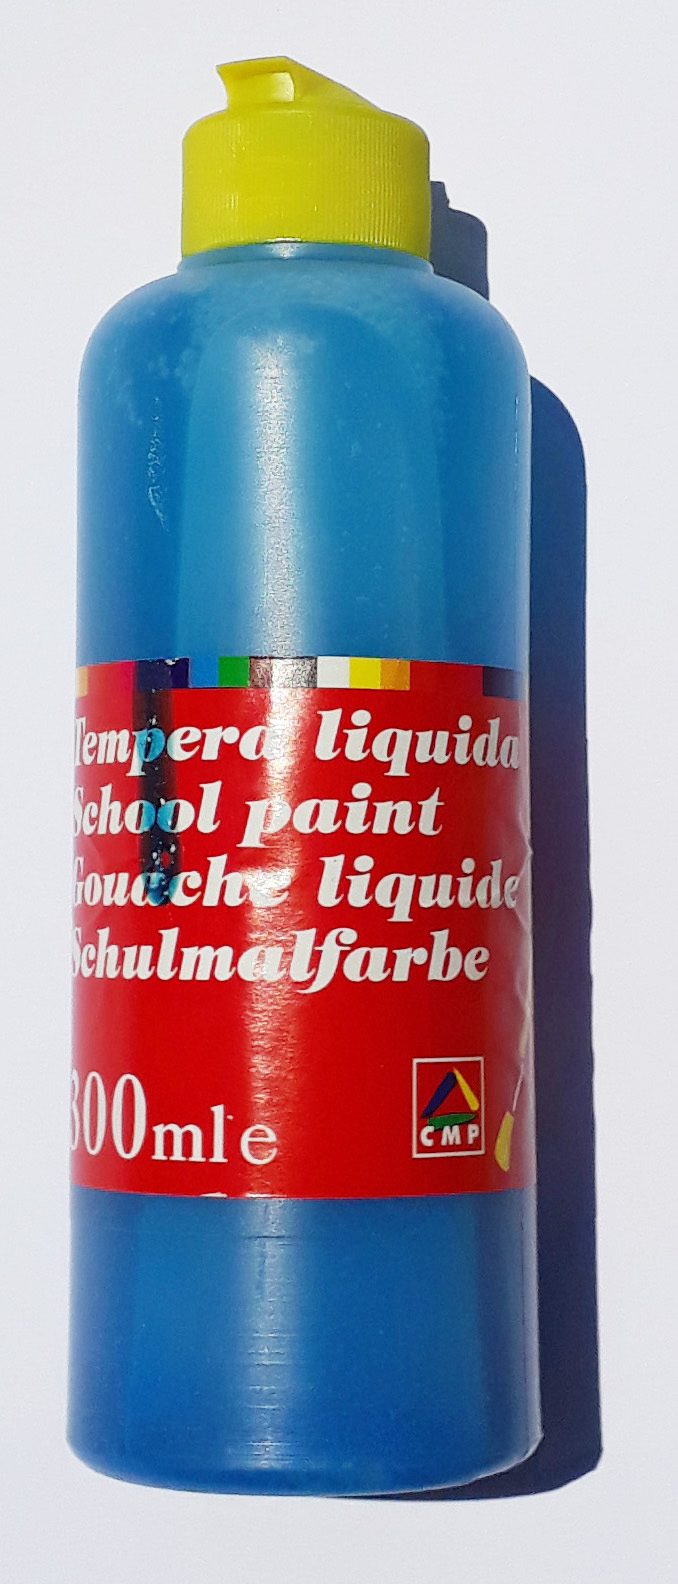 Tempera liquida
School paint
Gouache liquide
Schulmalfarbe
300ml e
CMP